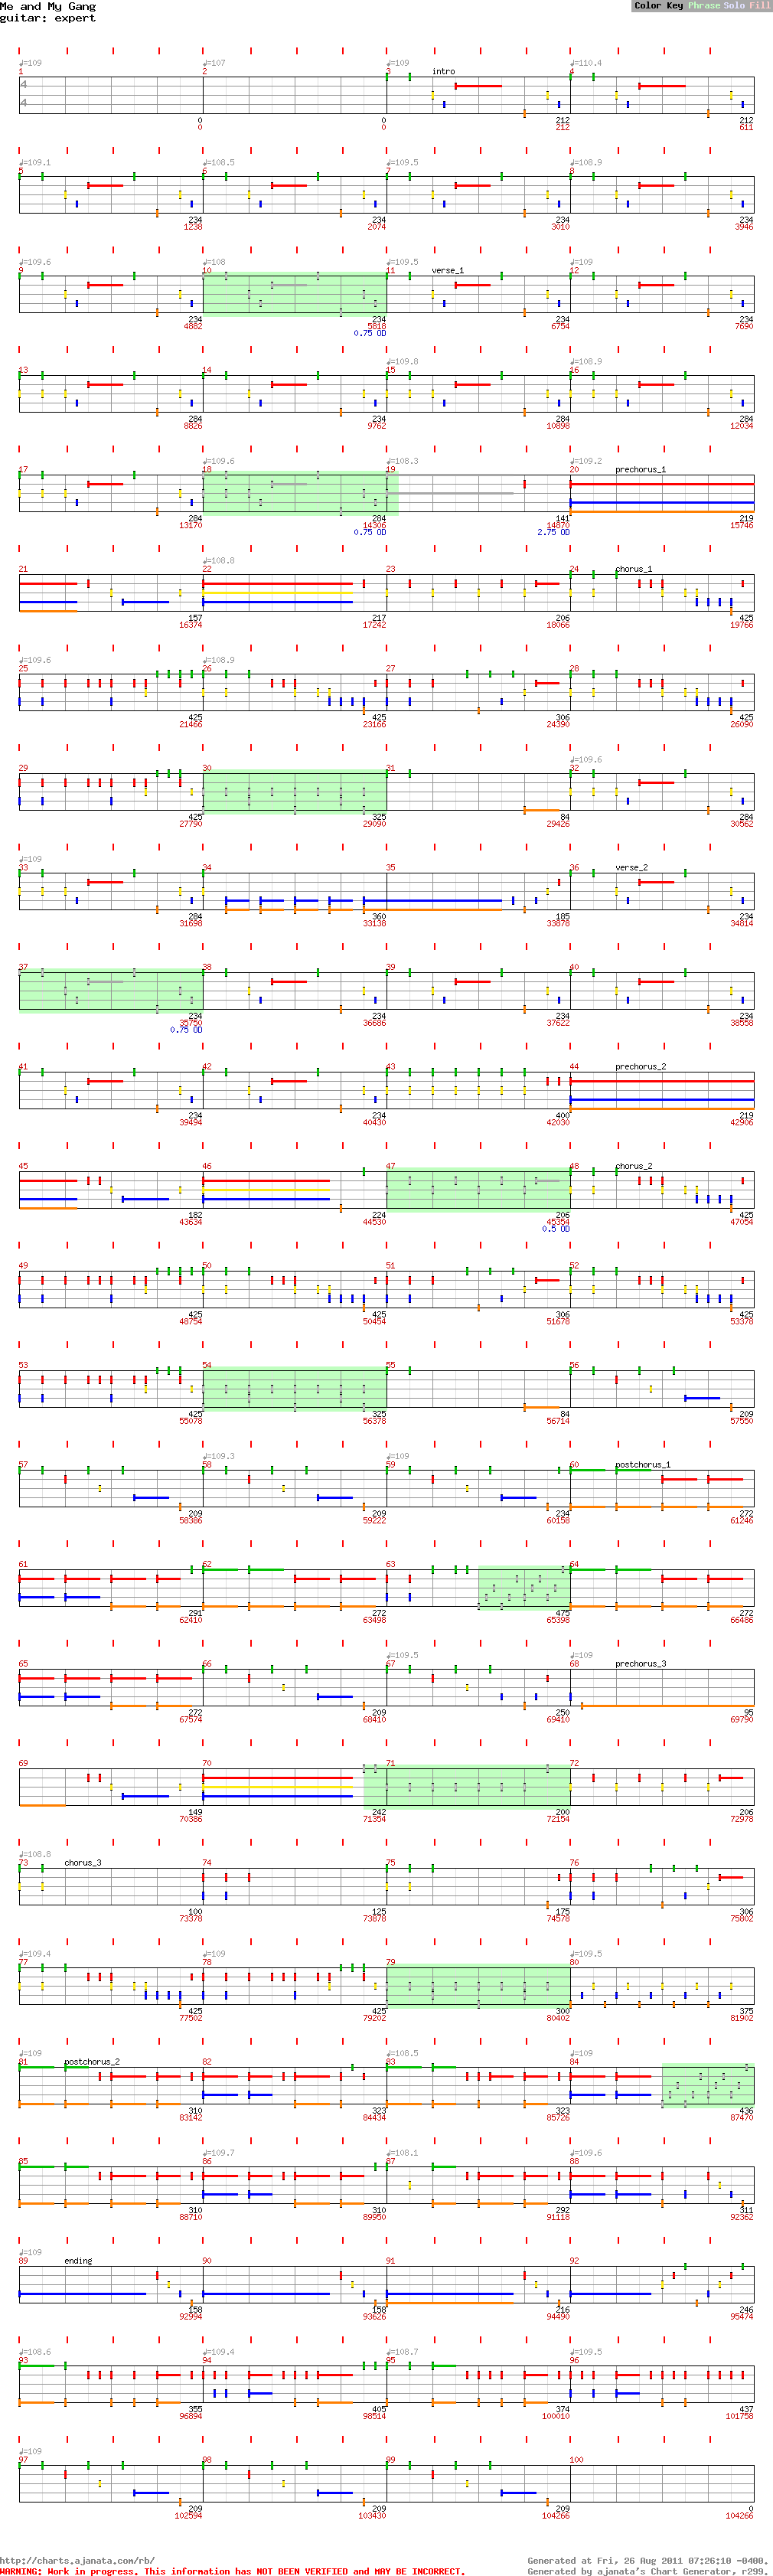 Me and My Gang
guitar: expert
Color Key Phrase Solo Fill
♩=109 ♩=107 ♩=109 ♩=110.4
1 2 3 intro 4
4
4
0 0 212 212
0 0 212 611
♩=109.1 ♩=108.5 ♩=109.5 ♩=108.9
5 6 7 8
234 234 234 234
1238 2074 3010 3946
♩=109.6 ♩=108 ♩=109.5 ♩=109
9 10 11 verse_1 12
234 234 234 234
4882 5818 6754 7690
0.75 OD
♩=109.8 ♩=108.9
13 14 15 16
284 234 284 284
8826 9762 10898 12034
♩=109.6 ♩=108.3 ♩=109.2
17 18 19 20 prechorus_1
284 284 141 219
13170 14306 14870 15746
0.75 OD 2.75 OD
♩=108.8
21 22 23 24 chorus_1
157 217 206 425
16374 17242 18066 19766
♩=109.6 ♩=108.9
25 26 27 28
425 425 306 425
21466 23166 24390 26090
♩=109.6
29 30 31 32
425 325 84 284
27790 29090 29426 30562
♩=109
33 34 35 36 verse_2
284 360 185 234
31698 33138 33878 34814
37 38 39 40
234 234 234 234
35750 36686 37622 38558
0.75 OD
41 42 43 44 prechorus_2
234 234 400 219
39494 40430 42030 42906
45 46 47 48 chorus_2
182 224 206 425
43634 44530 45354 47054
0.5 OD
49 50 51 52
425 425 306 425
48754 50454 51678 53378
53 54 55 56
425 325 84 209
55078 56378 56714 57550
♩=109.3 ♩=109
57 58 59 60 postchorus_1
209 209 234 272
58386 59222 60158 61246
61 62 63 64
291 272 475 272
62410 63498 65398 66486
♩=109.5 ♩=109
65 66 67 68 prechorus_3
272 209 250 95
67574 68410 69410 69790
69 70 71 72
149 242 200 206
70386 71354 72154 72978
♩=108.8
73 chorus_3 74 75 76
100 125 175 306
73378 73878 74578 75802
♩=109.4 ♩=109 ♩=109.5
77 78 79 80
425 425 300 375
77502 79202 80402 81902
♩=109 ♩=108.5 ♩=109
81 postchorus_2 82 83 84
310 323 323 436
83142 84434 85726 87470
♩=109.7 ♩=108.1 ♩=109.6
85 86 87 88
310 310 292 311
88710 89950 91118 92362
♩=109
89 ending 90 91 92
158 158 216 246
92994 93626 94490 95474
♩=108.6 ♩=109.4 ♩=108.7 ♩=109.5
93 94 95 96
355 405 374 437
96894 98514 100010 101758
♩=109
97 98 99 100
209 209 209 0
102594 103430 104266 104266
http://charts.ajanata.com/rb/
Generated at Fri, 26 Aug 2011 07:26:10 -0400.
WARNING: Work in progress. This information has NOT BEEN VERIFIED and MAY BE INCORRECT.
Generated by ajanata's Chart Generator, r299.